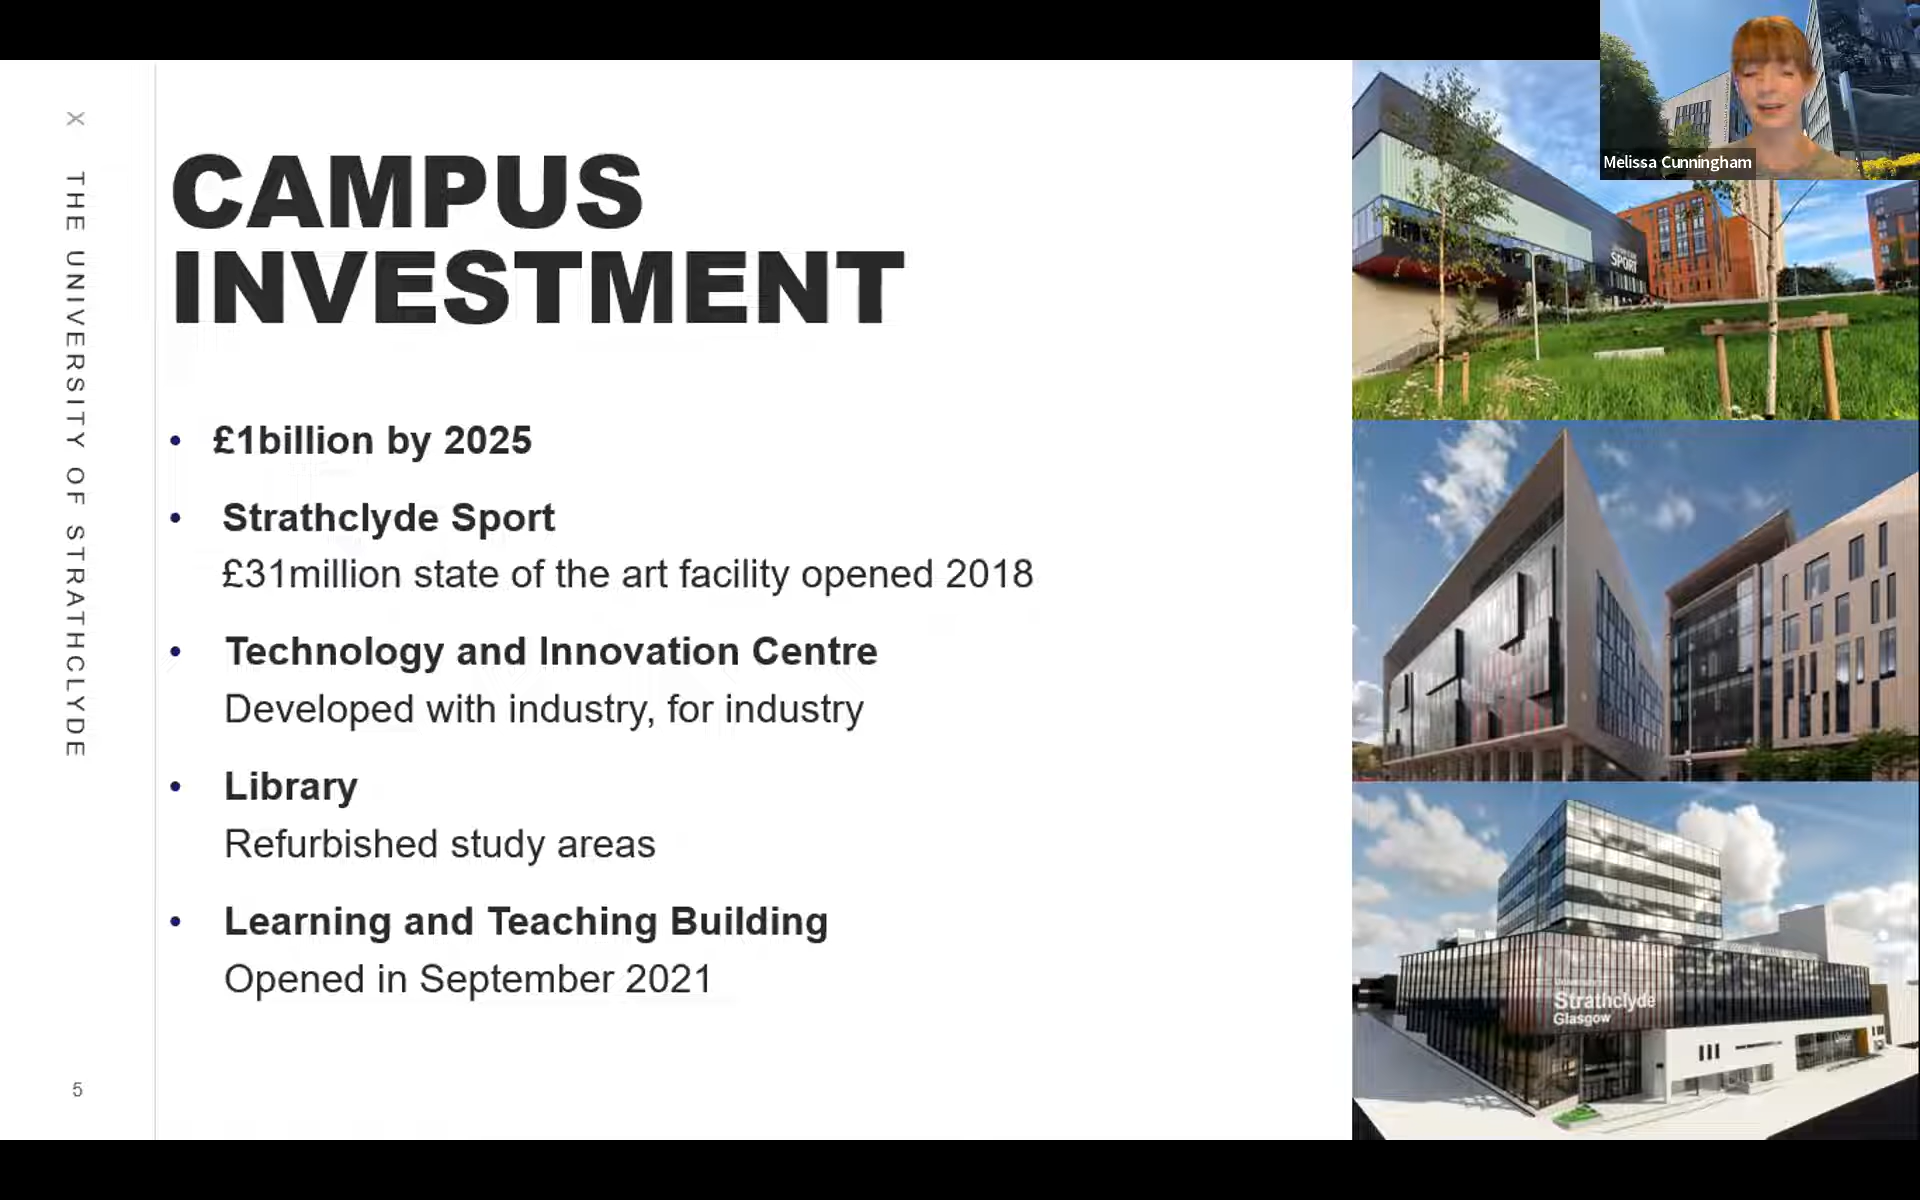 Melissa Cunningham
X THE UNIVERSITY OF STRATHCLYDE
CAMPUS
INVESTMENT
• £1billion by 2025
• Strathclyde Sport
£31million state of the art facility opened 2018
• Technology and Innovation Centre
Developed with industry, for industry
• Library
Refurbished study areas
• Learning and Teaching Building
Opened in September 2021
5
SPORT
Strathclyde
Glasgow